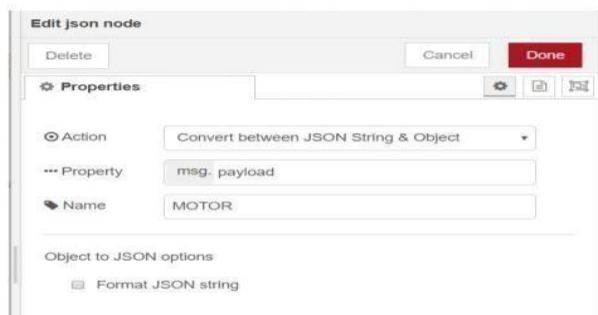 Edit json node
Delete Cancel Done
Properties
Action Convert between JSON String & Object
Property msg. payload
Name MOTOR
Object to JSON options
Format JSON string